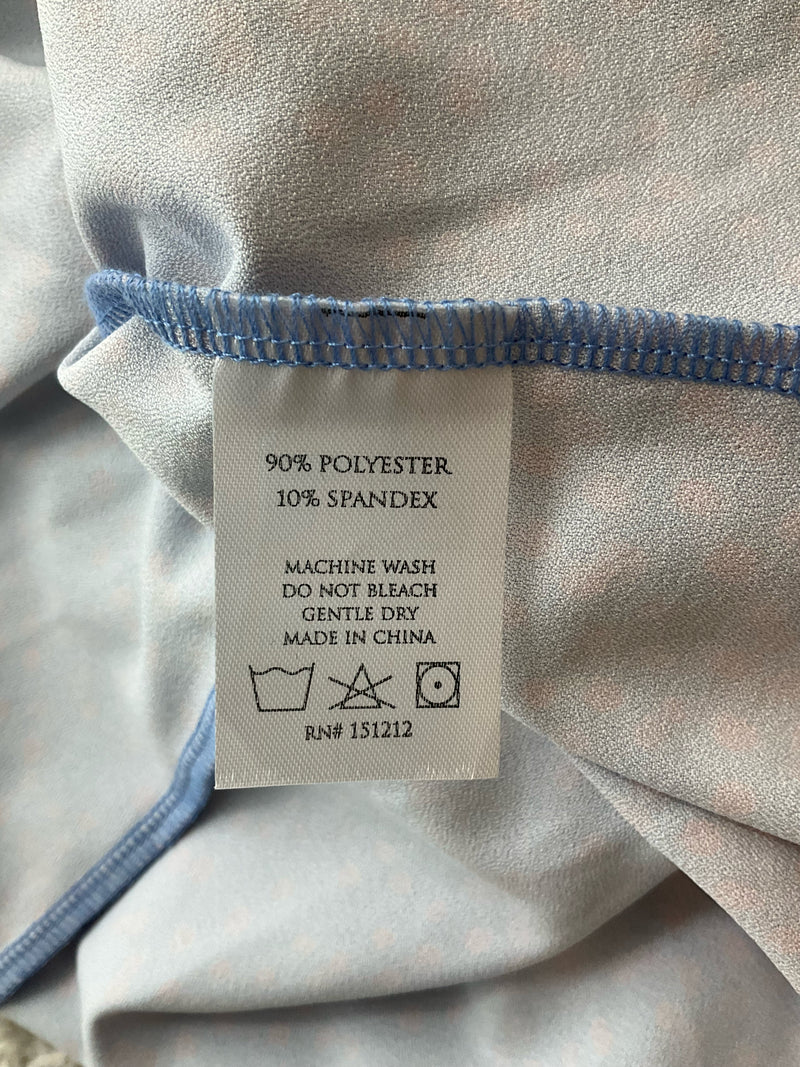 90% POLYESTER
10% SPANDEX
MACHINE WASH
DO NOT BLEACH
GENTLE DRY
MADE IN CHINA
RN# 151212